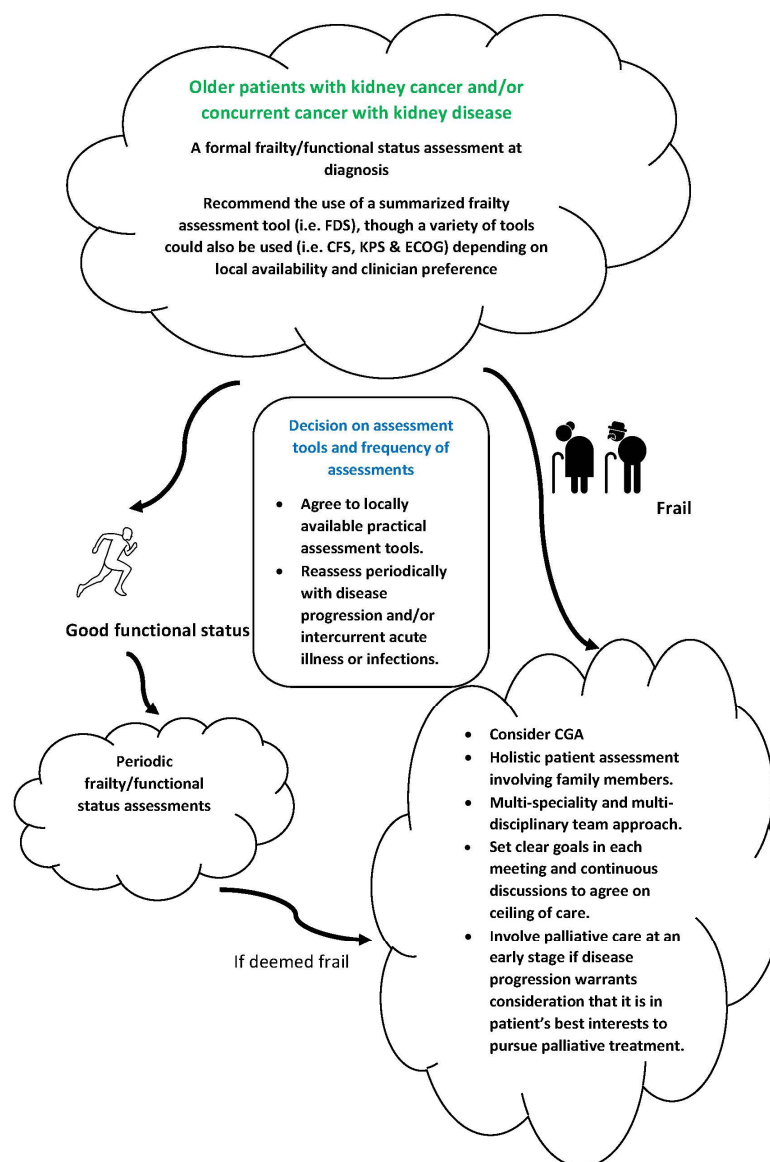 Older patients with kidney cancer and/or
concurrent cancer with kidney disease
A formal frailty/functional status assessment at
diagnosis
Recommend the use of a summarized frailty
assessment tool (i.e. FDS), though a variety of tools
could also be used (i.e. CFS, KPS & ECOG) depending on
local availability and clinician preference
Decision on assessment
tools and frequency of
assessments
• Agree to locally
available practical
assessment tools.
• Reassess periodically
with disease
progression and/or
intercurrent acute
illness or infections.
Frail
Good functional status
Periodic
frailty/functional
status assessments
If deemed frail
• Consider CGA
• Holistic patient assessment
involving family members.
• Multi-speciality and multi-
disciplinary team approach.
• Set clear goals in each
meeting and continuous
discussions to agree on
ceiling of care.
• Involve palliative care at an
early stage if disease
progression warrants
consideration that it is in
patient's best interests to
pursue palliative treatment.